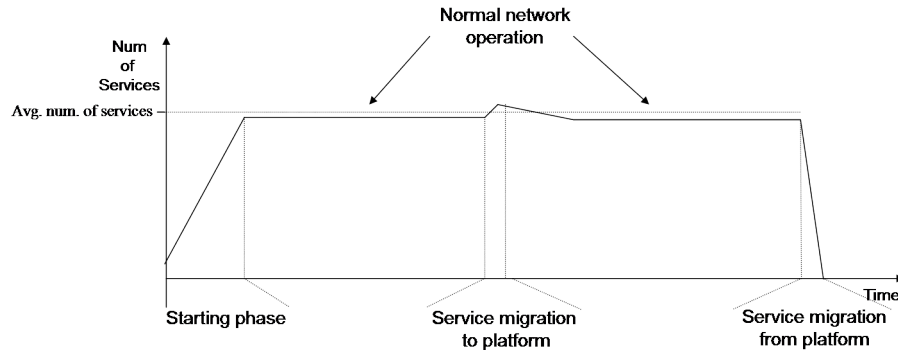 Normal network
operation
Num
of
Services
Avg. num. of services
Time
Starting phase
Service migration
to platform
Service migration
from platform